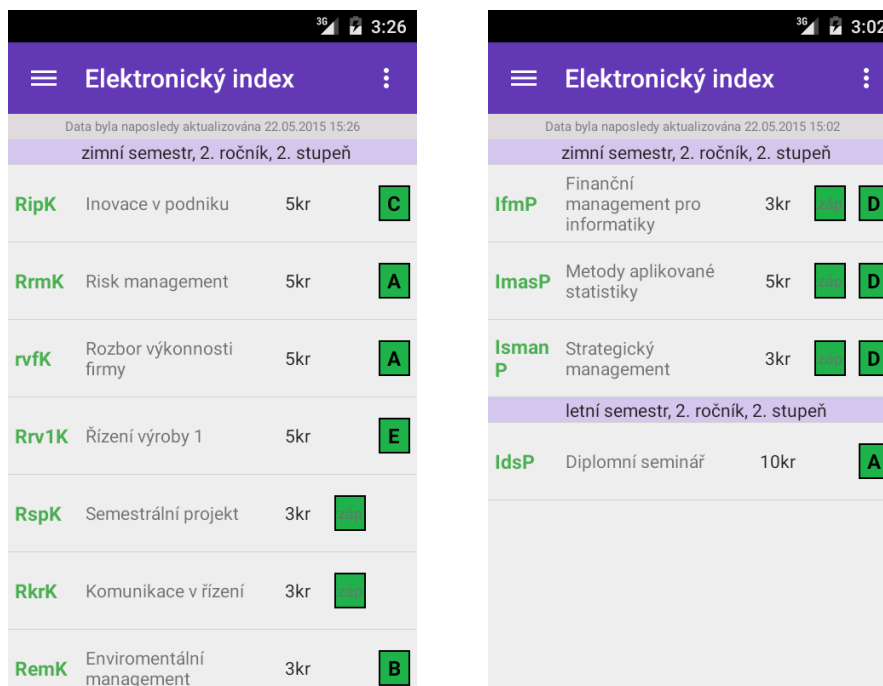 3G 3:26
Elektronický index
Data byla naposledy aktualizována 22.05.2015 15:26
zimní semestr, 2. ročník, 2. stupeň
RipK Inovace v podniku 5kr C
RrmK Risk management 5kr A
rvfK Rozbor výkonnosti
firmy 5kr A
Rrv1K Řízení výroby 1 5kr E
RspK Semestrální projekt 3kr záp
RkrK Komunikace v řízení 3kr záp
RemK Enviromentální
management 3kr B
3G 3:02
Elektronický index
Data byla naposledy aktualizována 22.05.2015 15:02
zimní semestr, 2. ročník, 2. stupeň
IfmP Finanční
management pro
informatiky 3kr záp D
ImasP Metody aplikované
statistiky 5kr záp D
Isman
P Strategický
management 3kr záp D
letní semestr, 2. ročník, 2. stupeň
IdsP Diplomní seminář 10kr A